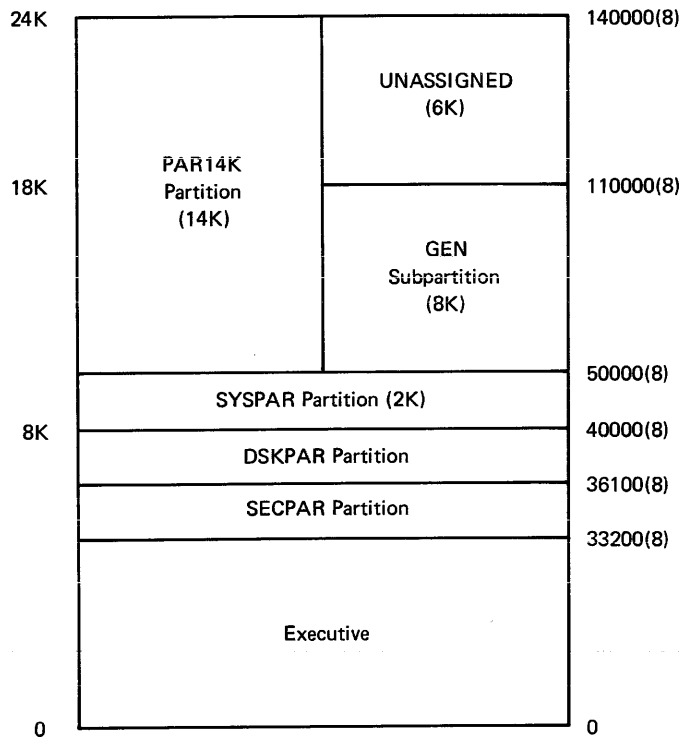 24K
140000(8)
UNASSIGNED
(6K)
PAR14K
Partition
(14K)
18K
110000(8)
GEN
Subpartition
(8K)
50000(8)
SYSPAR Partition (2K)
8K
40000(8)
DSKPAR Partition
36100(8)
SECPAR Partition
33200(8)
Executive
0
0